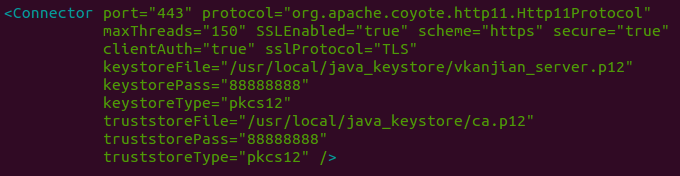 <Connector port="443" protocol="org.apache.coyote.http11.Http11Protocol"
maxThreads="150" SSLEnabled="true" scheme="https" secure="true"
clientAuth="true" sslProtocol="TLS"
keystoreFile="/usr/local/java_keystore/vkanjian_server.p12"
keystorePass="88888888"
keystoreType="pkcs12"
truststoreFile="/usr/local/java_keystore/ca.p12"
truststorePass="88888888"
truststoreType="pkcs12" />